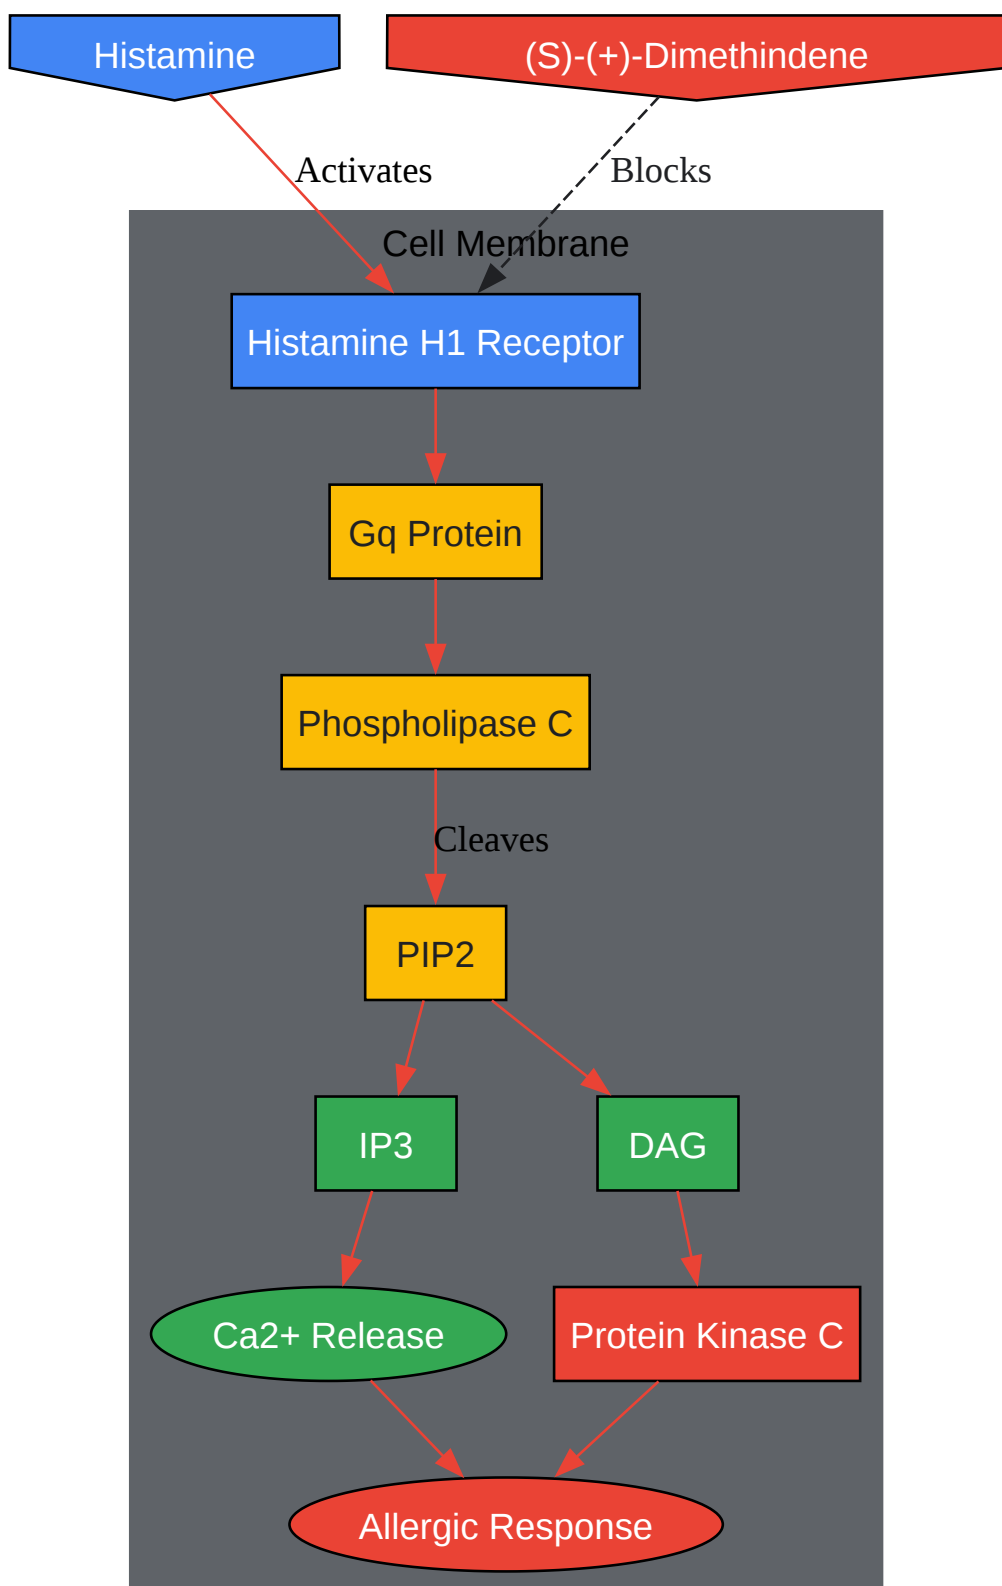 Histamine
(S)-(+)-Dimethindene
Activates
Blocks
Cell Membrane
Histamine H1 Receptor
Gq Protein
Phospholipase C
Cleaves
PIP2
IP3
DAG
Ca2+ Release
Protein Kinase C
Allergic Response